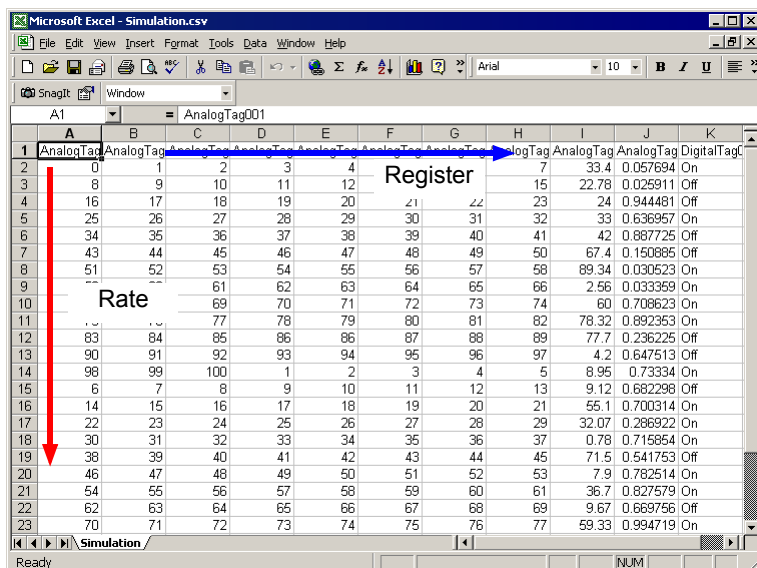 Microsoft Excel - Simulation.csv
File Edit View Insert Format Tools Data Window Help
Arial 10 B I U
SnagIt Window
A1 = AnalogTag001
A B C D E F G H I J K
1 AnalogTag AnalogTag AnalogTag AnalogTag AnalogTag AnalogTag AnalogTag AnalogTag AnalogTag AnalogTag DigitalTag0
2 0 1 2 3 4 7 33.4 0.057694 On
Register
3 8 9 10 11 12 15 22.78 0.025911 Off
4 16 17 18 19 20 21 22 23 24 0.944481 Off
5 25 26 27 28 29 30 31 32 33 0.636957 Off
6 34 35 36 37 38 39 40 41 42 0.887725 Off
7 43 44 45 46 47 48 49 50 67.4 0.150885 Off
8 51 52 53 54 55 56 57 58 89.34 0.030523 On
9 61 62 63 64 65 66 2.56 0.033359 On
Rate
10 69 70 71 72 73 74 60 0.708623 On
11 77 78 79 80 81 82 78.32 0.892353 On
12 83 84 85 86 86 87 88 89 77.7 0.236225 Off
13 90 91 92 93 94 95 96 97 4.2 0.647513 Off
14 98 99 100 1 2 3 4 5 8.95 0.73334 On
15 6 7 8 9 10 11 12 13 9.12 0.682298 Off
16 14 15 16 17 18 19 20 21 55.1 0.700314 On
17 22 23 24 25 26 27 28 29 32.07 0.286922 On
18 30 31 32 33 34 35 36 37 0.78 0.715854 On
19 38 39 40 41 42 43 44 45 71.5 0.541753 Off
20 46 47 48 49 50 51 52 53 7.9 0.782514 On
21 54 55 56 57 58 59 60 61 36.7 0.827579 On
22 62 63 64 65 66 67 68 69 9.67 0.669756 Off
23 70 71 72 73 74 75 76 77 59.33 0.994719 On
Simulation
Ready NUM